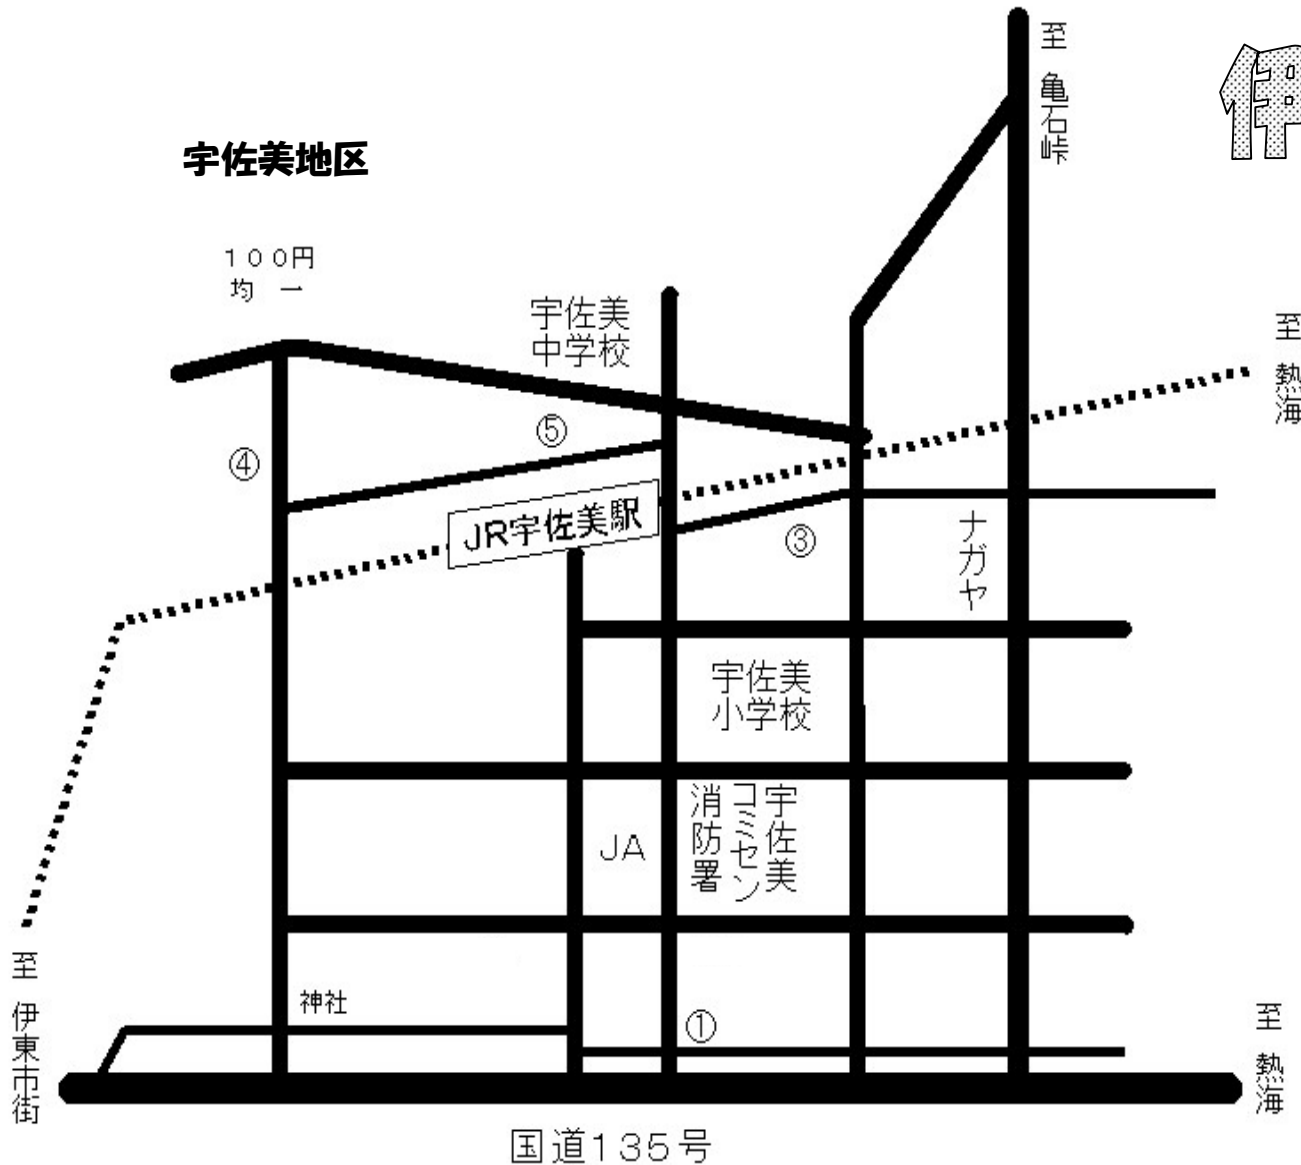 至 亀石峠
伊
宇佐美地区
100円
均 一
宇佐美
中学校
至 熱海
⑤
④
JR宇佐美駅
③
ナガヤ
宇佐美
小学校
宇佐美
コミセン
消防署
JA
至 伊東市街
神社
①
至 熱海
国道135号